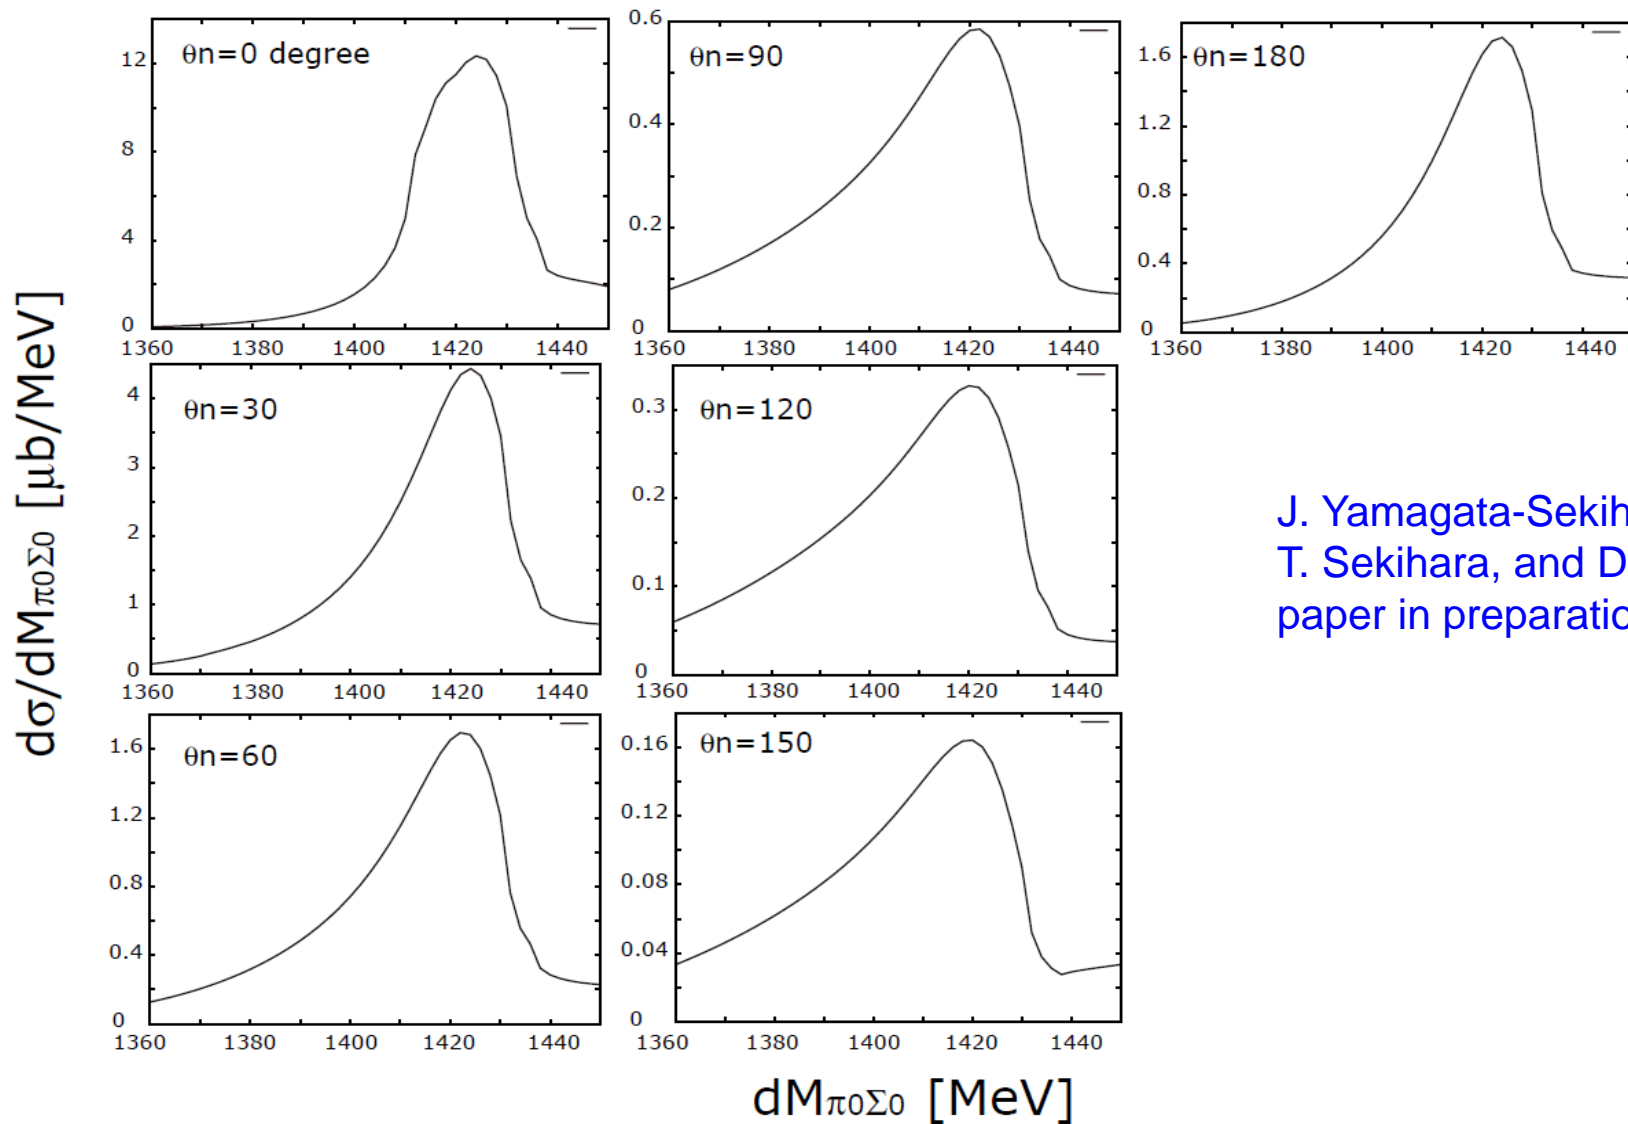 θn=0 degree
12
8
4
0
1360 1380 1400 1420 1440
θn=30
4
3
2
1
0
1360 1380 1400 1420 1440
θn=60
1.6
1.2
0.8
0.4
0
1360 1380 1400 1420 1440
θn=90
0.6
0.4
0.2
0
1360 1380 1400 1420 1440
θn=120
0.3
0.2
0.1
0
1360 1380 1400 1420 1440
θn=150
0.16
0.12
0.08
0.04
0
1360 1380 1400 1420 1440
θn=180
1.6
1.2
0.8
0.4
0
1360 1380 1400 1420 1440
dσ/dMπ0Σ0 [μb/MeV]
dMπ0Σ0 [MeV]
J. Yamagata-Sekih
T. Sekihara, and D
paper in preparatio